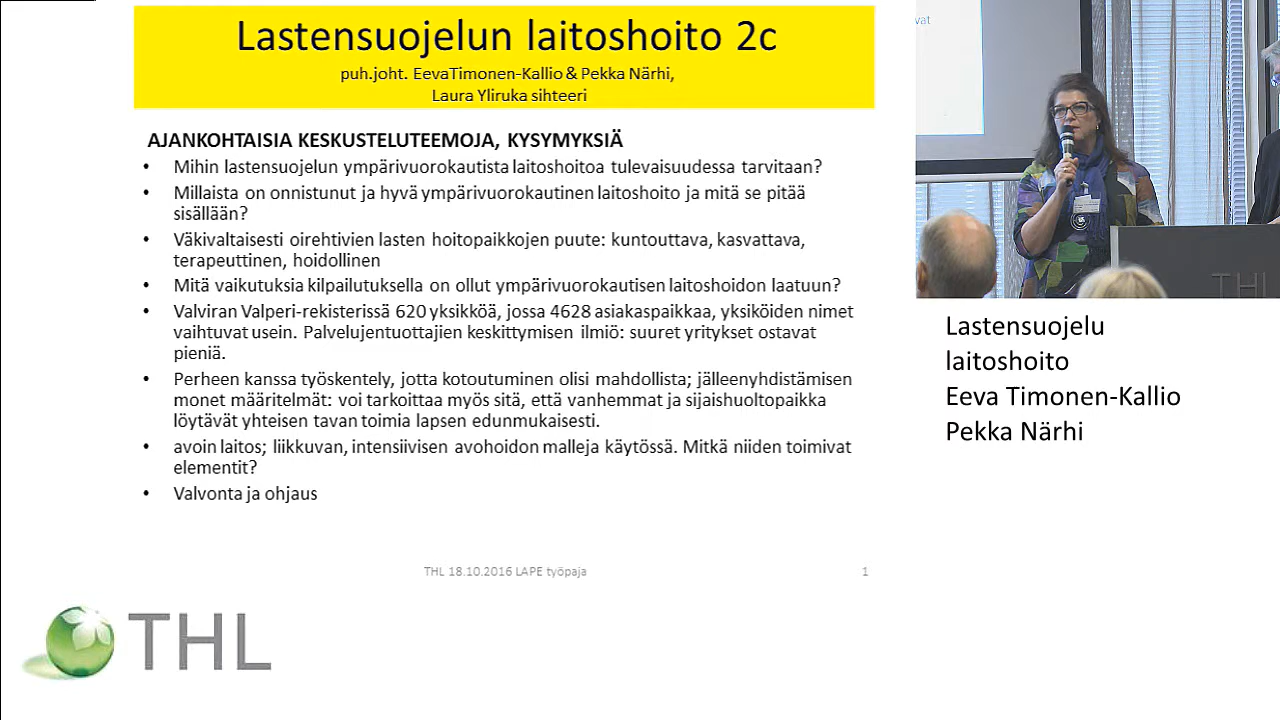 Lastensuojelun laitoshoito 2c
puh.joht. EevaTimonen-Kallio & Pekka Närhi,
Laura Yliruka sihteeri
AJANKOHTAISIA KESKUSTELUTEEMOJA, KYSYMYKSIÄ
• Mihin lastensuojelun ympärivuorokautista laitoshoitoa tulevaisuudessa tarvitaan?
• Millaista on onnistunut ja hyvä ympärivuorokautinen laitoshoito ja mitä se pitää
sisällään?
• Väkivaltaisesti oirehtivien lasten hoitopaikkojen puute: kuntouttava, kasvattava,
terapeuttinen, hoidollinen
• Mitä vaikutuksia kilpailutuksella on ollut ympärivuorokautisen laitoshoidon laatuun?
• Valviran Valperi-rekisterissä 620 yksikköä, jossa 4628 asiakaspaikkaa, yksiköiden nimet
vaihtuvat usein. Palvelujentuottajien keskittymisen ilmiö: suuret yritykset ostavat
pieniä.
• Perheen kanssa työskentely, jotta kotoutuminen olisi mahdollista; jälleenyhdistämisen
monet määritelmät: voi tarkoittaa myös sitä, että vanhemmat ja sijaishuoltopaikka
löytävät yhteisen tavan toimia lapsen edunmukaisesti.
• avoin laitos; liikkuvan, intensiivisen avohoidon malleja käytössä. Mitkä niiden toimivat
elementit?
• Valvonta ja ohjaus
THL 18.10.2016 LAPE työpaja
1
THL
vat
THL
Lastensuojelu
laitoshoito
Eeva Timonen-Kallio
Pekka Närhi